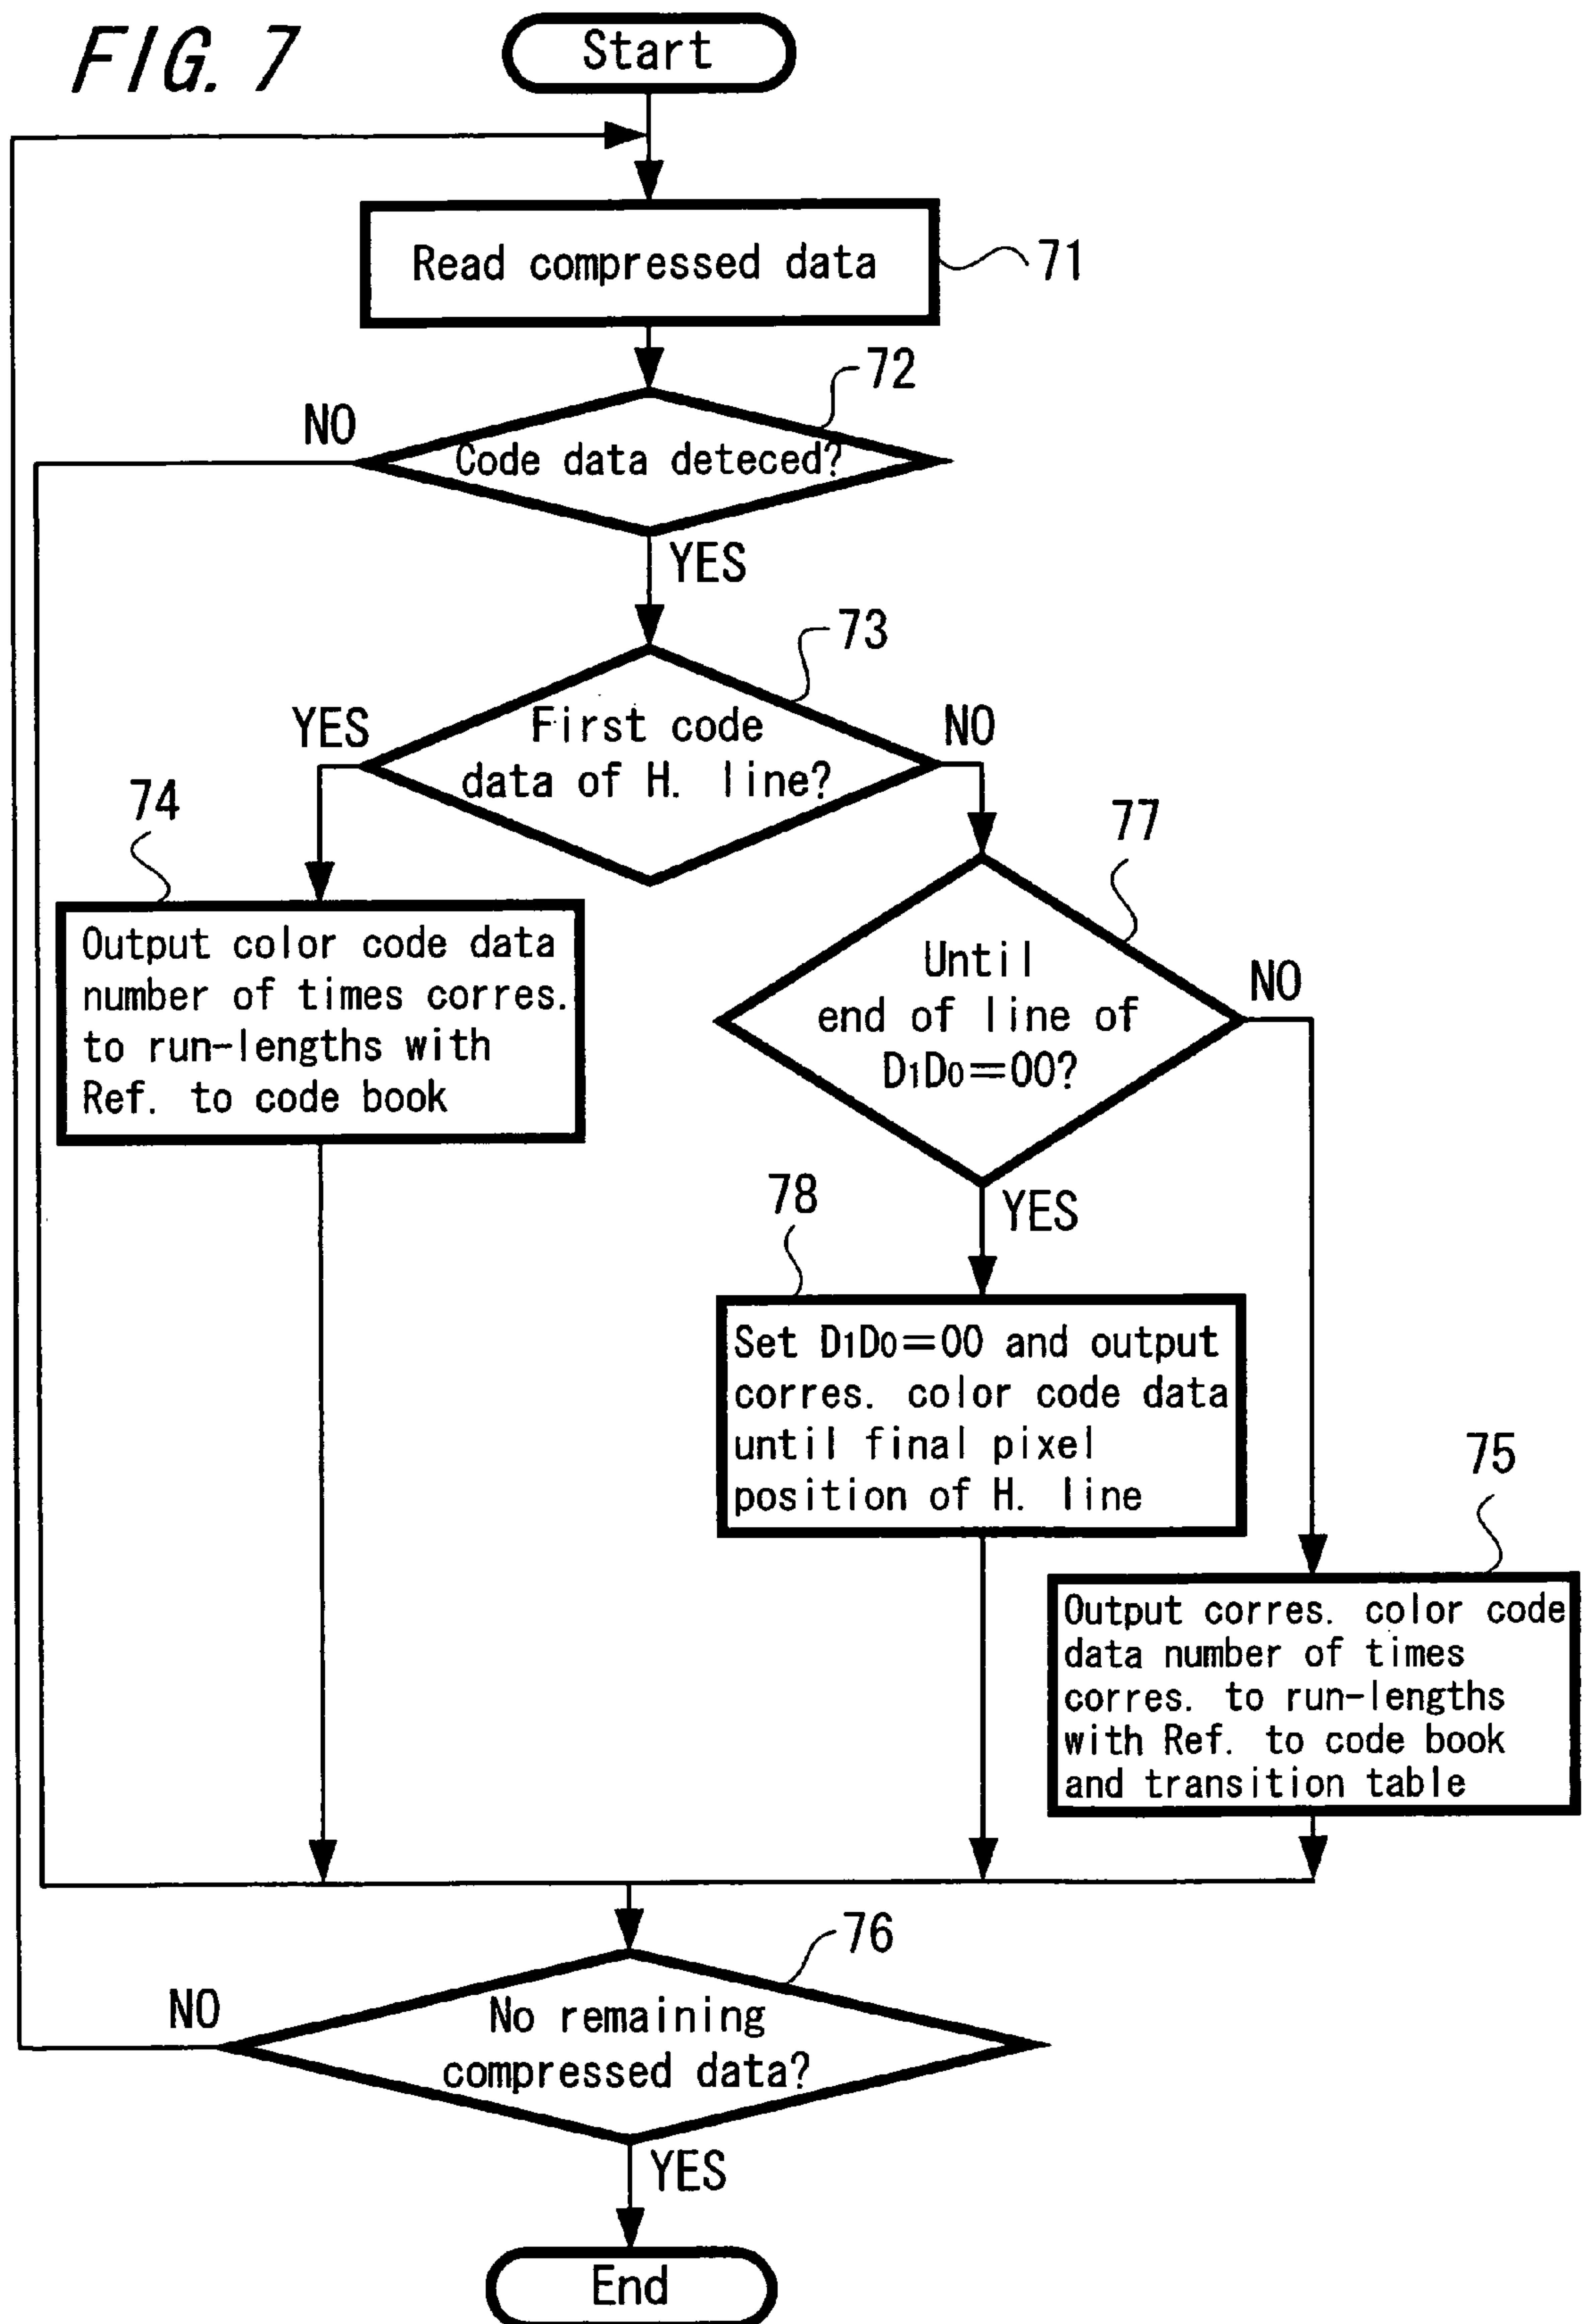 FIG. 7
Start
Read compressed data
71
72
NO
Code data deteced?
YES
73
YES
First code
data of H. line?
NO
74
77
Output color code data
number of times corres.
to run-lengths with
Ref. to code book
Until
end of line of
D1D0=00?
NO
YES
78
Set D1D0=00 and output
corres. color code data
until final pixel
position of H. line
75
Output corres. color code
data number of times
corres. to run-lengths
with Ref. to code book
and transition table
76
NO
No remaining
compressed data?
YES
End